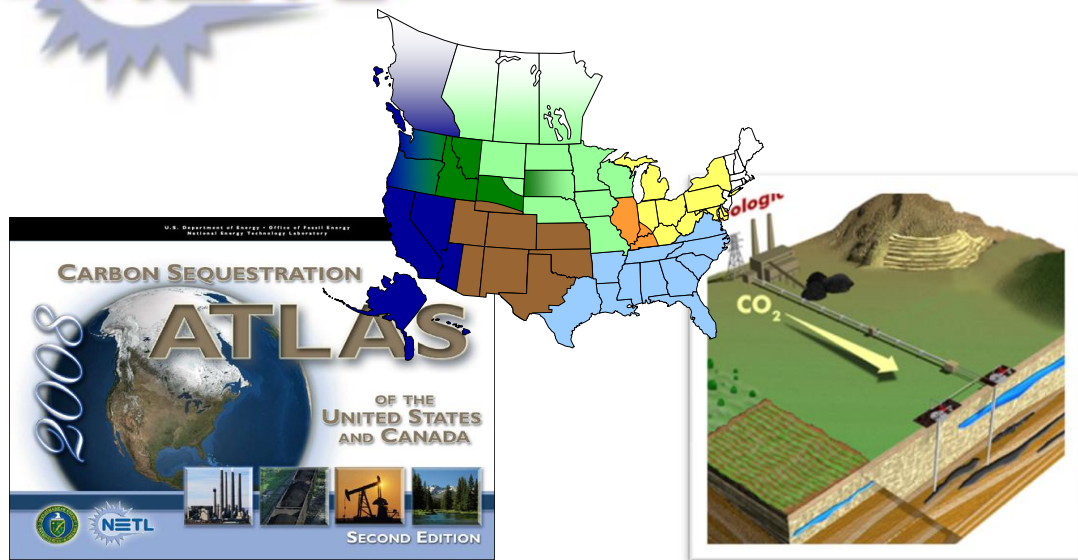 U.S. Department of Energy • Office of Fossil Energy
National Energy Technology Laboratory
CARBON SEQUESTRATION
ATLAS
2008
OF THE
UNITED STATES
AND CANADA
NETL
SECOND EDITION
CO2